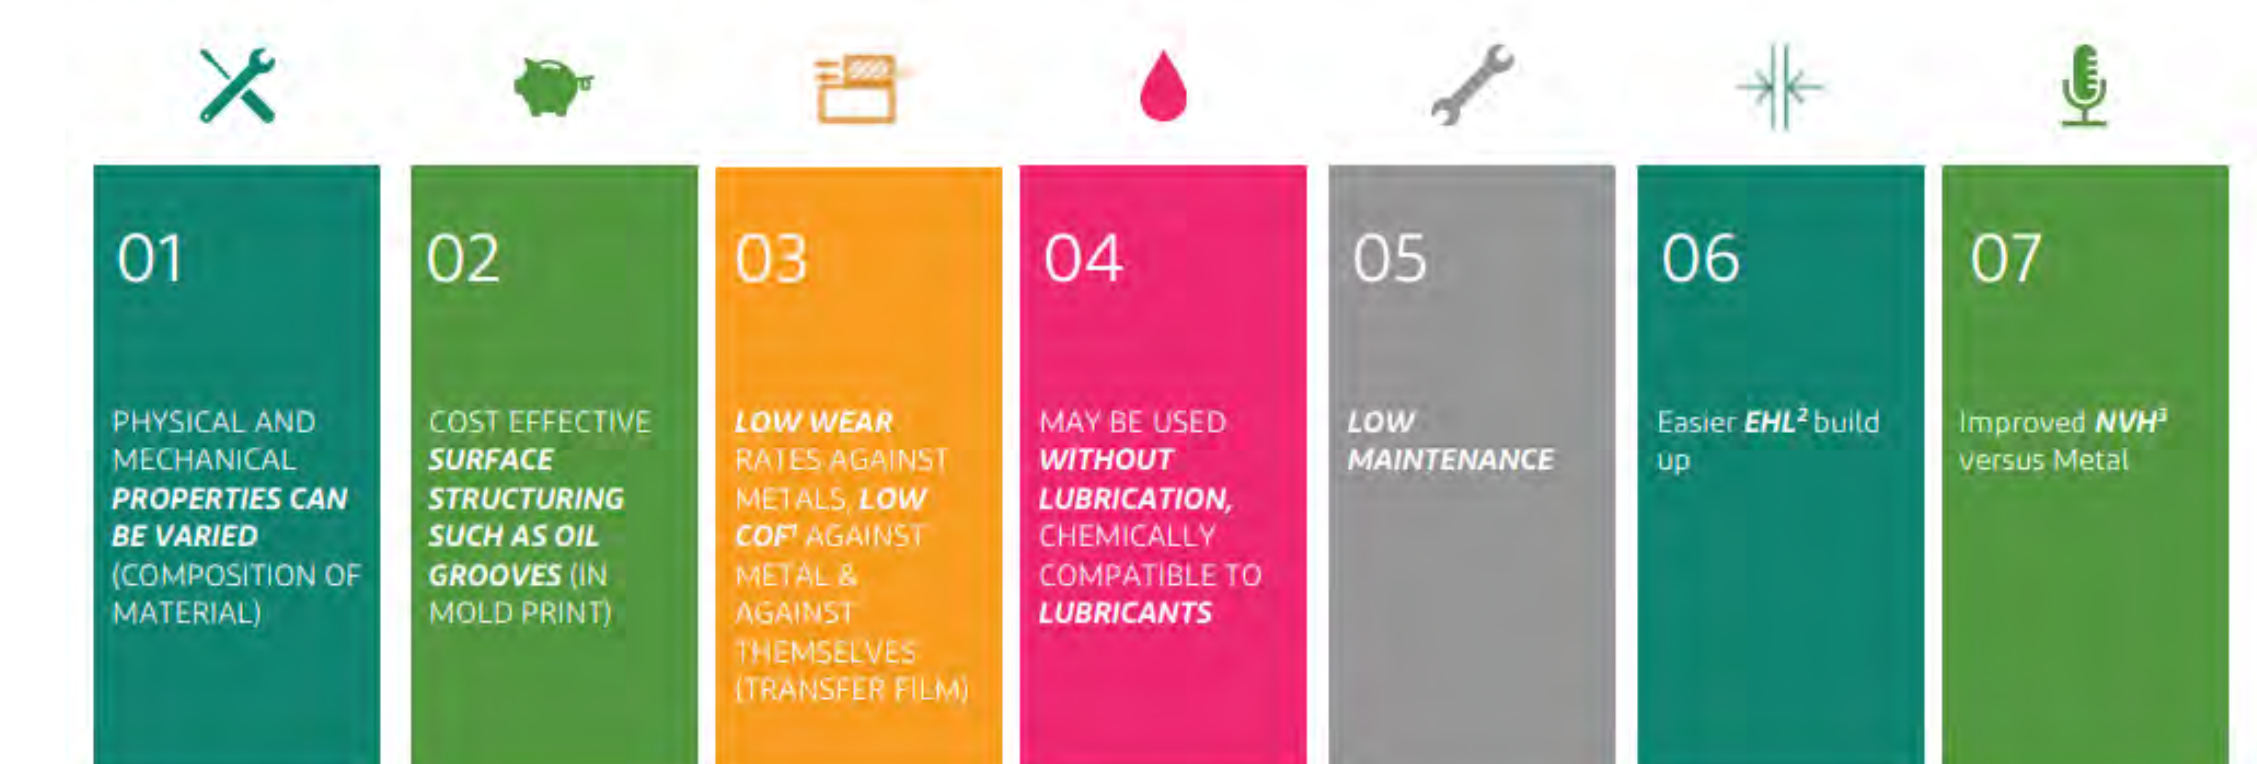 01
PHYSICAL AND
MECHANICAL
PROPERTIES CAN
BE VARIED
(COMPOSITION OF
MATERIAL)
02
COST EFFECTIVE
SURFACE
STRUCTURING
SUCH AS OIL
GROOVES (IN
MOLD PRINT)
03
LOW WEAR
RATES AGAINST
METALS, LOW
COF¹ AGAINST
METAL &
AGAINST
THEMSELVES
(TRANSFER FILM)
04
MAY BE USED
WITHOUT
LUBRICATION,
CHEMICALLY
COMPATIBLE TO
LUBRICANTS
05
LOW
MAINTENANCE
06
Easier EHL² build
up
07
Improved NVH³
versus Metal